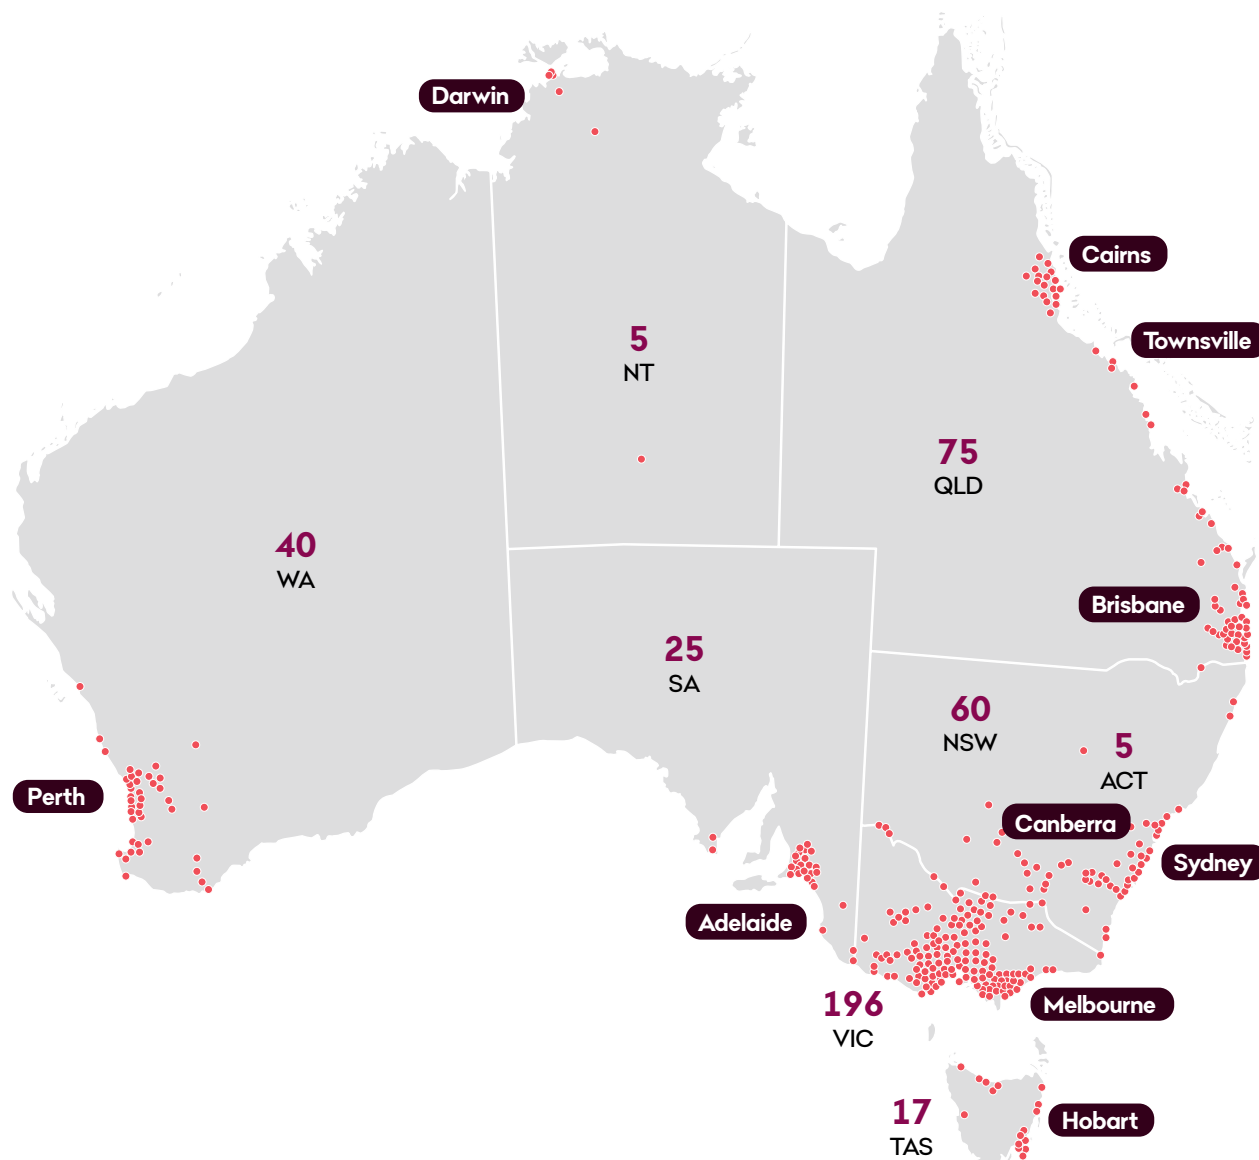 Darwin
Cairns
5
NT
Townsville
75
QLD
40
WA
Brisbane
25
SA
60
NSW
5
ACT
Perth
Canberra
Sydney
Adelaide
196
VIC
Melbourne
17
TAS
Hobart